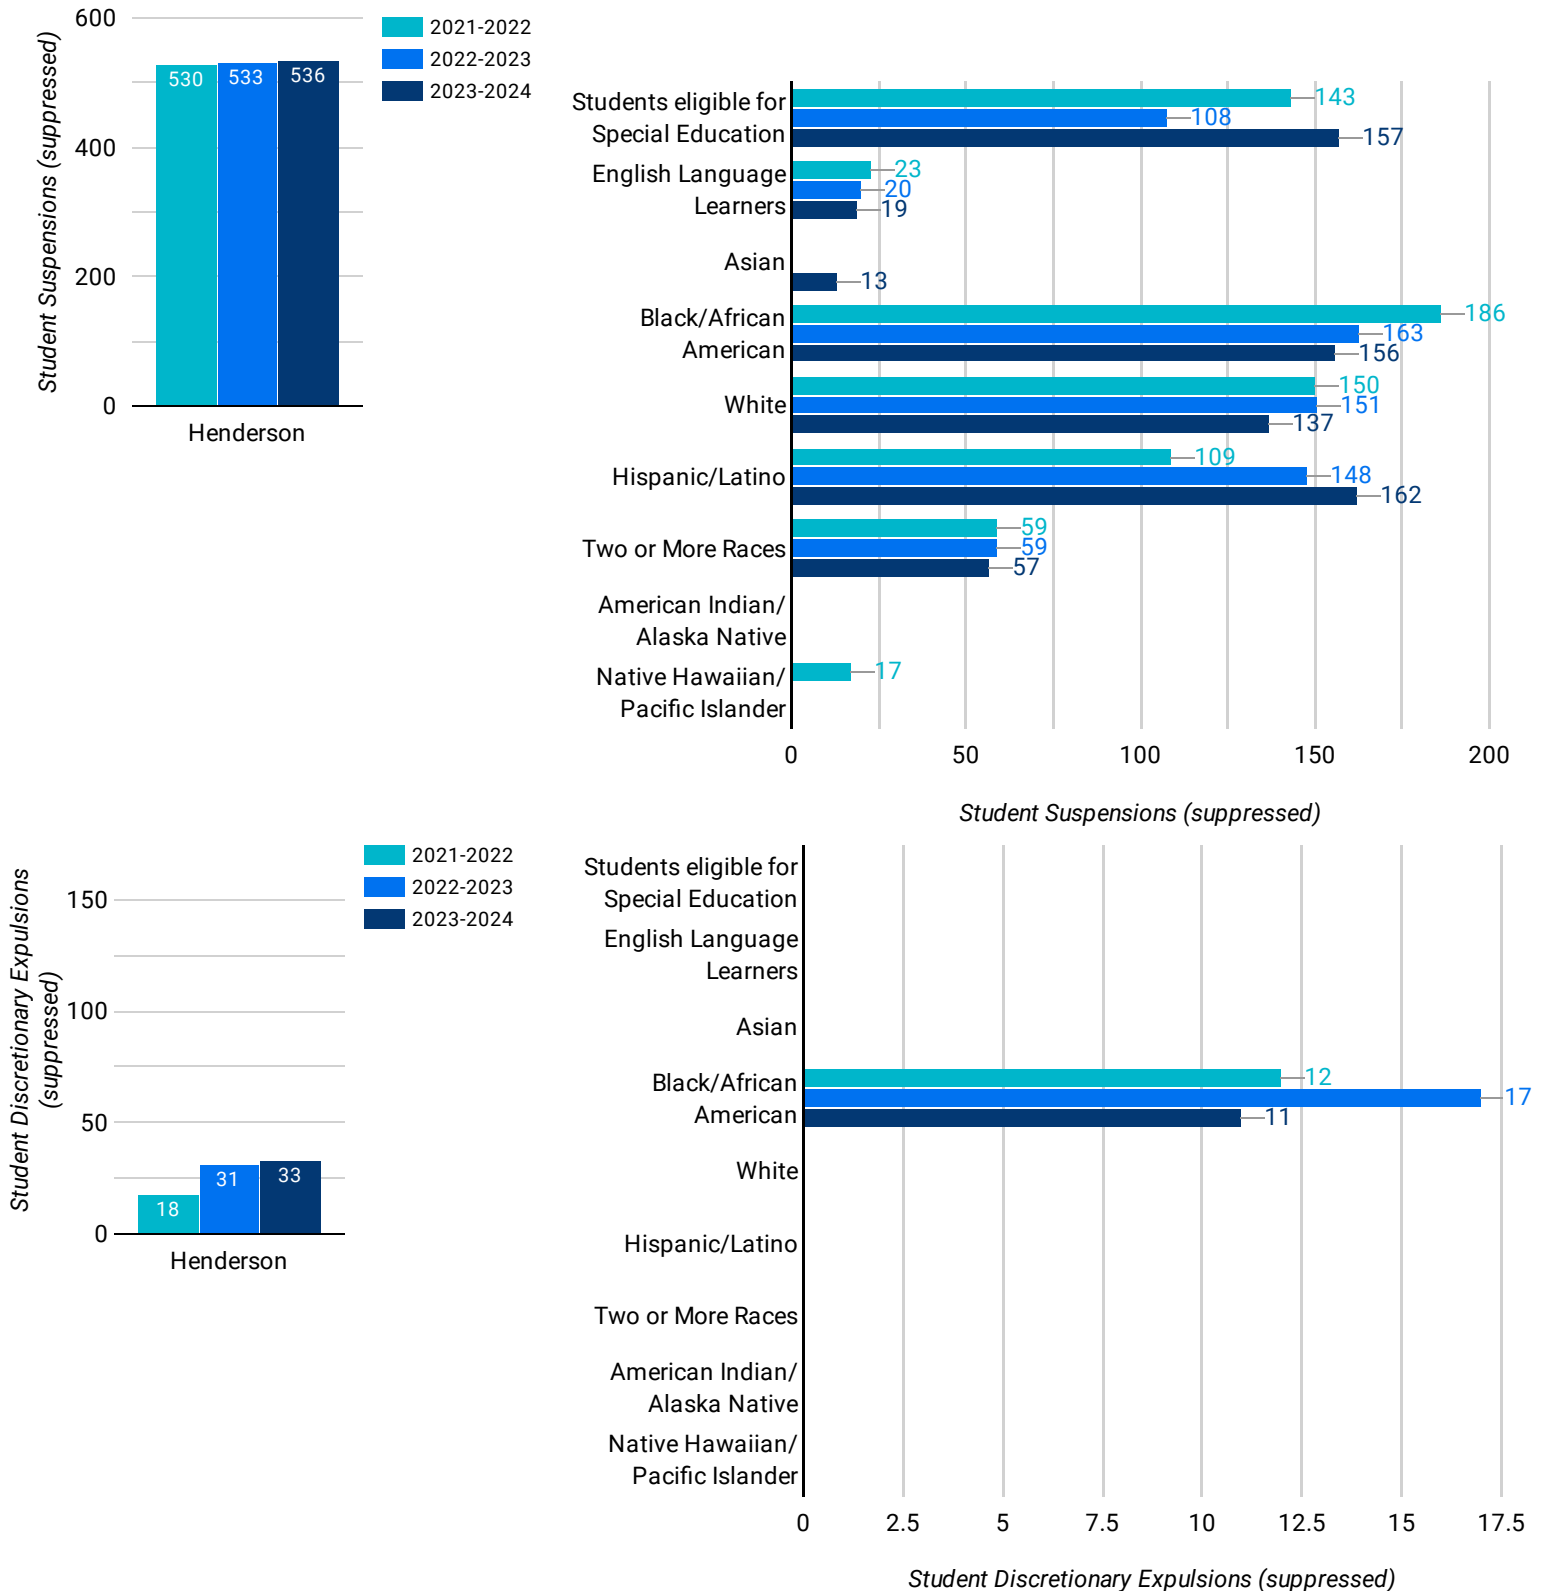 600
400
200
0
Student Suspensions (suppressed)
530
533
536
Henderson
2021-2022
2022-2023
2023-2024
Students eligible for
Special Education
143
108
157
English Language
Learners
23
20
19
Asian
13
Black/African
American
186
163
156
White
150
151
137
Hispanic/Latino
109
148
162
Two or More Races
59
59
57
American Indian/
Alaska Native
Native Hawaiian/
Pacific Islander
17
0
50
100
150
200
Student Suspensions (suppressed)
Student Discretionary Expulsions
(suppressed)
150
100
50
0
18
31
33
Henderson
2021-2022
2022-2023
2023-2024
Students eligible for
Special Education
English Language
Learners
Asian
Black/African
American
12
17
11
White
Hispanic/Latino
Two or More Races
American Indian/
Alaska Native
Native Hawaiian/
Pacific Islander
0
2.5
5
7.5
10
12.5
15
17.5
Student Discretionary Expulsions (suppressed)